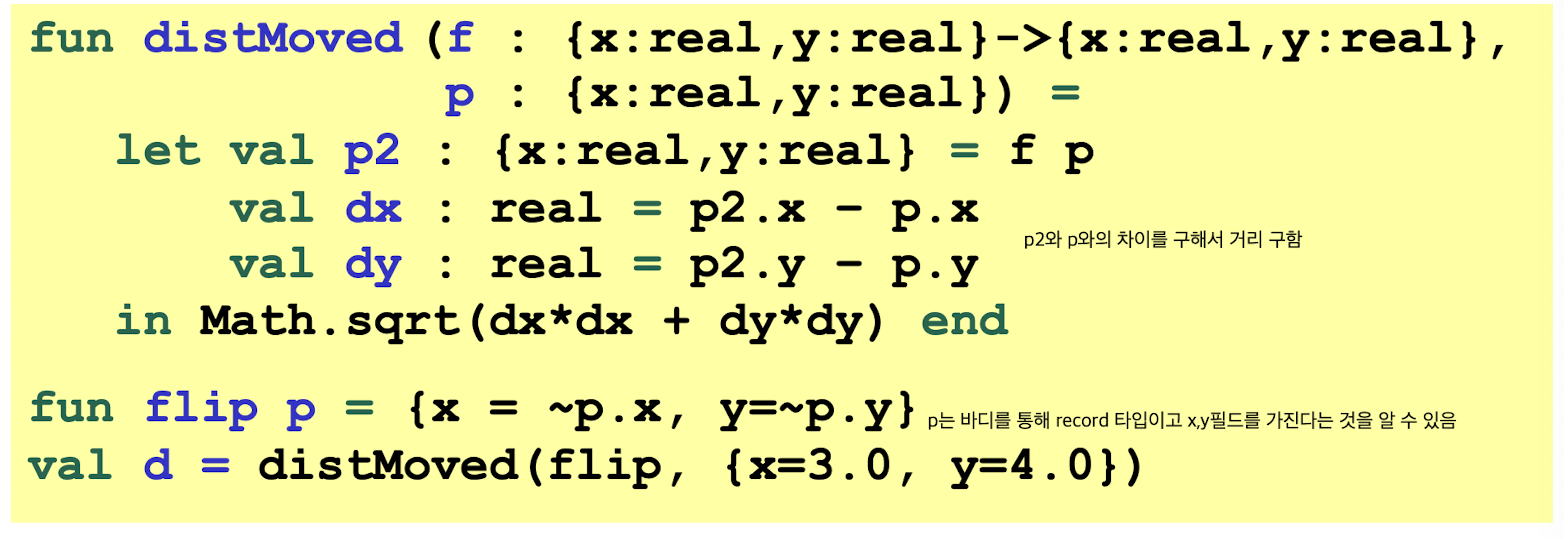 fun distMoved (f : {x:real,y:real}->{x:real,y:real},
p : {x:real,y:real}) =
let val p2 : {x:real,y:real} = f p
val dx : real = p2.x - p.x
p2와 p와의 차이를 구해서 거리 구함
val dy : real = p2.y - p.y
in Math.sqrt(dx*dx + dy*dy) end
fun flip p = {x = ~p.x, y=~p.y} p는 바디를 통해 record 타입이고 x,y필드를 가진다는 것을 알 수 있음
val d = distMoved(flip, {x=3.0, y=4.0})